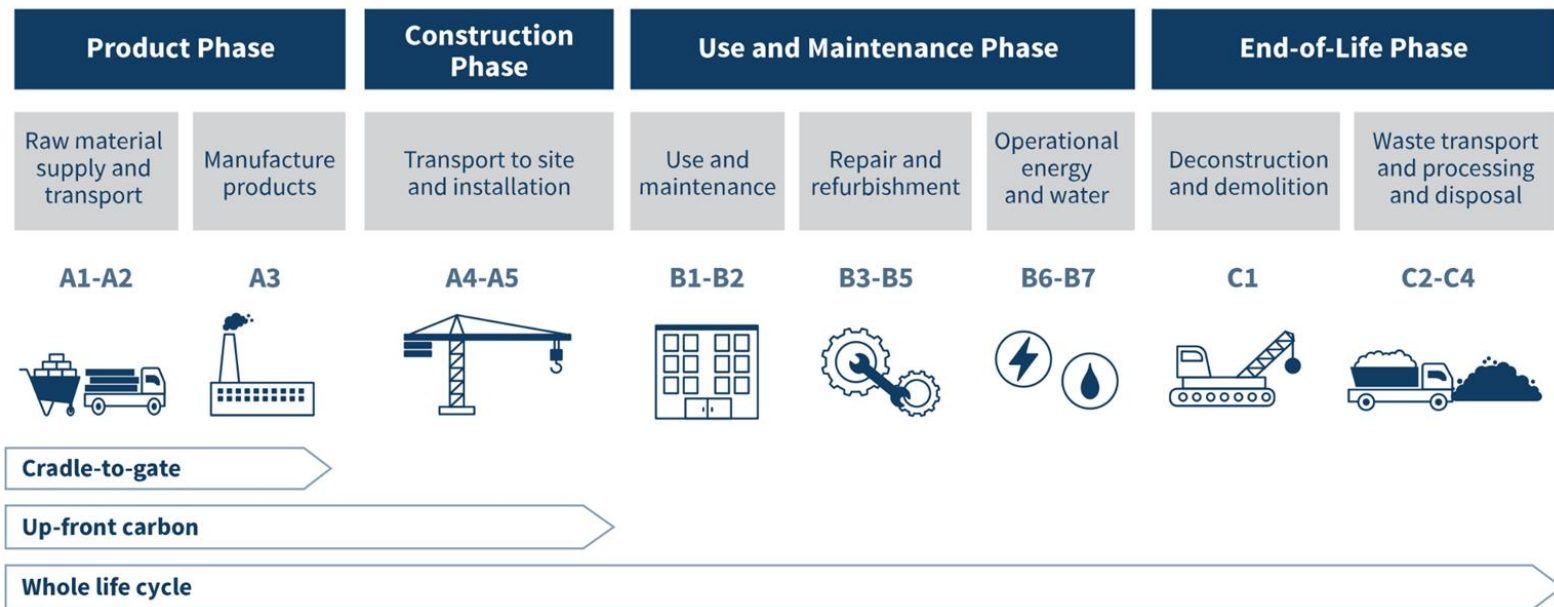 Product Phase
Construction
Phase
Use and Maintenance Phase
End-of-Life Phase
Raw material
supply and
transport
Manufacture
products
Transport to site
and installation
Use and
maintenance
Repair and
refurbishment
Operational
energy
and water
Deconstruction
and demolition
Waste transport
and processing
and disposal
A1-A2
A3
A4-A5
B1-B2
B3-B5
B6-B7
C1
C2-C4
Cradle-to-gate
Up-front carbon
Whole life cycle